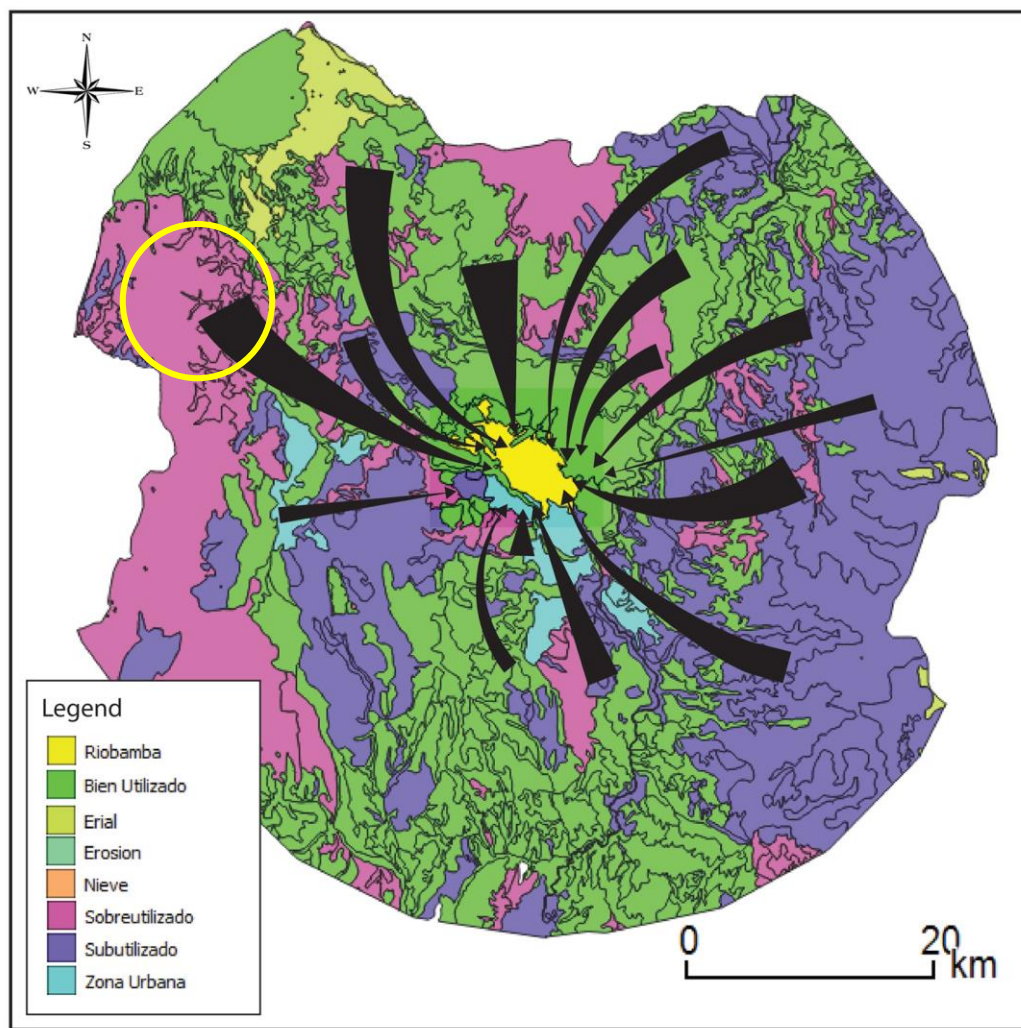 N
W E
S
Legend
Riobamba
Bien Utilizado
Erial
Erosion
Nieve
Sobreutilizado
Subutilizado
Zona Urbana
0 20
km